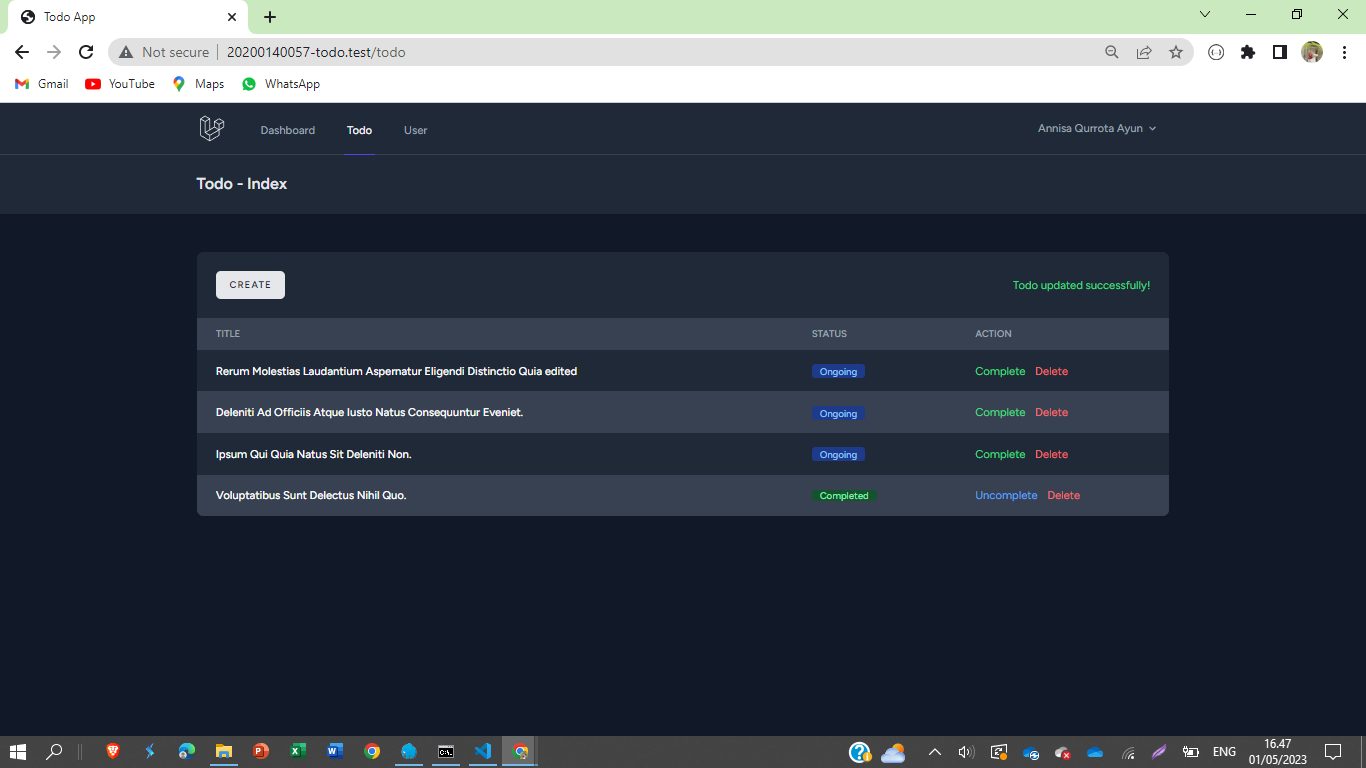 Todo App
Not secure 20200140057-todo.test/todo
Gmail YouTube Maps WhatsApp
Dashboard Todo User Annisa Qurrota Ayun
Todo - Index
CREATE Todo updated successfully!
TITLE STATUS ACTION
Rerum Molestias Laudantium Aspernatur Eligendi Distinctio Quia edited Ongoing Complete Delete
Deleniti Ad Officiis Atque Iusto Natus Consequuntur Eveniet. Ongoing Complete Delete
Ipsum Qui Quia Natus Sit Deleniti Non. Ongoing Complete Delete
Voluptatibus Sunt Delectus Nihil Quo. Completed Uncomplete Delete
ENG 16.47
01/05/2023